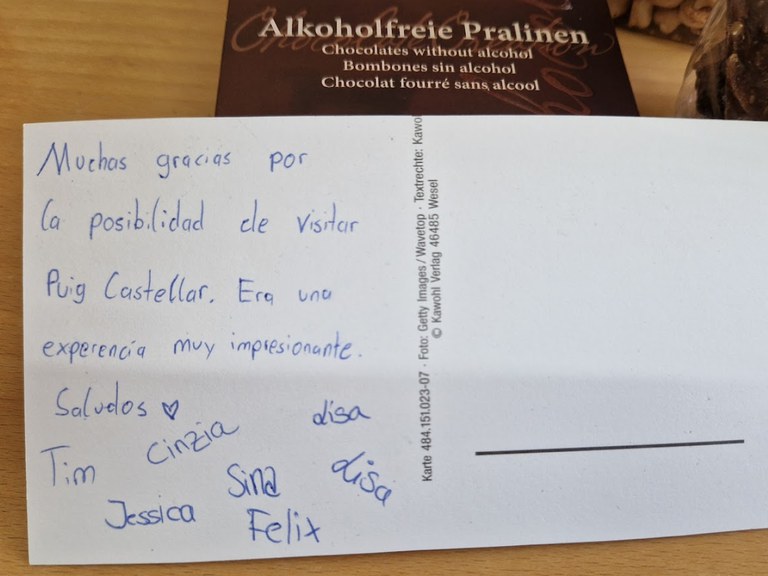 Alkoholfreie Pralinen
Chocolates without alcohol
Bombones sin alcohol
Chocolat fourré sans alcool
Muchas gracias por
la posibilidad de visitar
Puig Castellar. Era una
experencia muy impresionante.
Saludos ♥
Lisa
Cinzia
Tim
Sina
Lisa
Jessica
Felix
Karte 484.151.023-07 · Foto: Getty Images / Wavetop · Textrechte: Kawo
© Kawohl Verlag 46485 Wesel